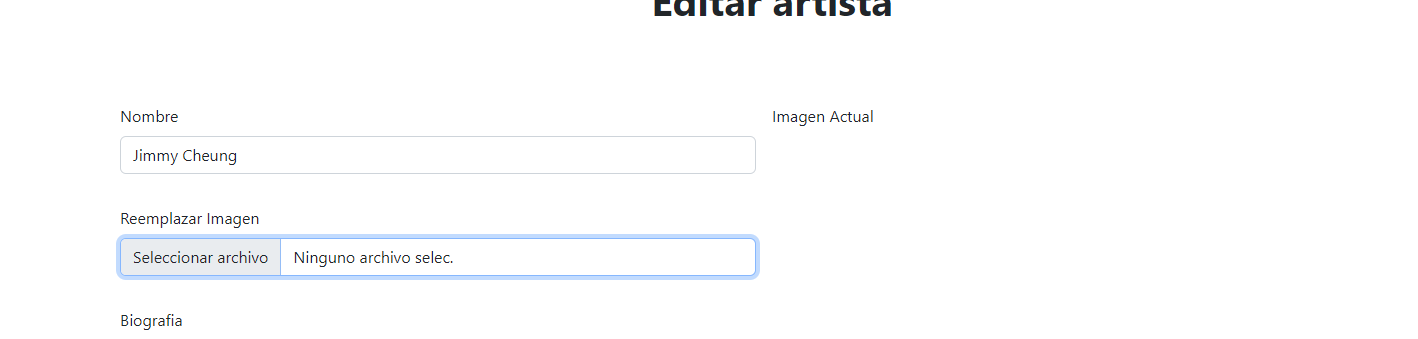 Editar artista
Nombre
Imagen Actual
Jimmy Cheung
Reemplazar Imagen
Seleccionar archivo Ninguno archivo selec.
Biografia